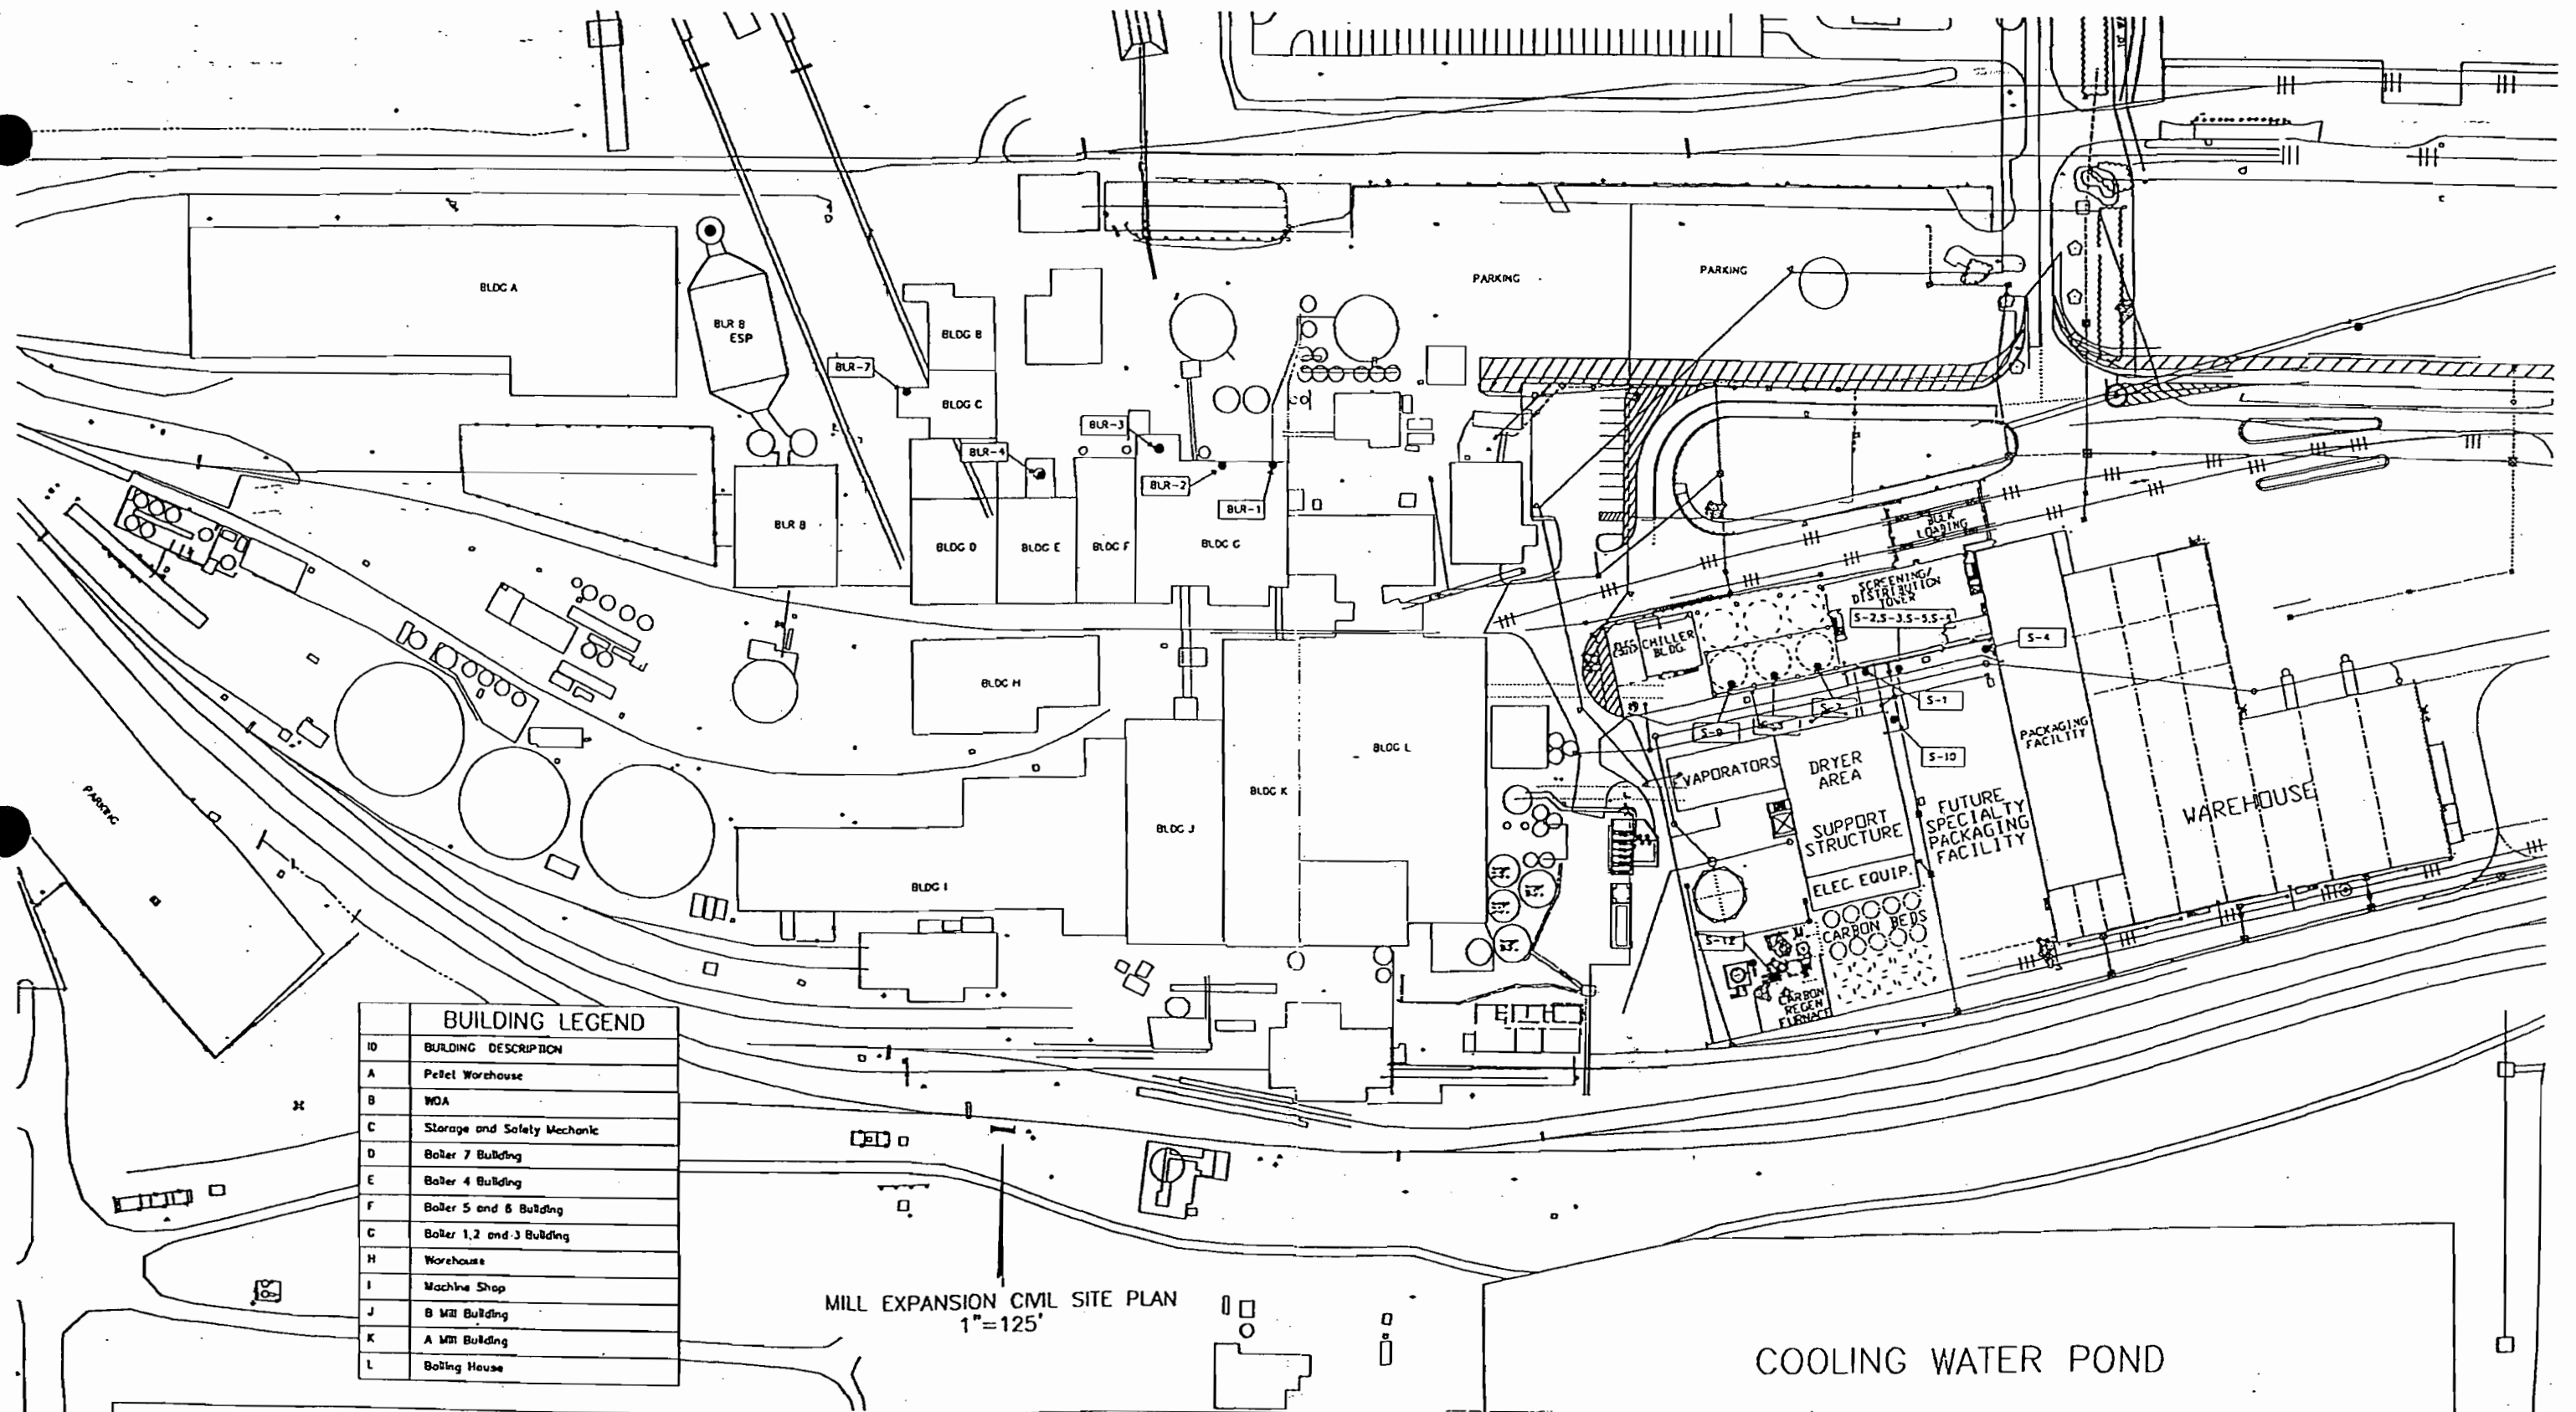 PARKING
PARKING
BLDG A
BLR 8
ESP
BLDG B
BLR-7
BLDG C
BLR-3
BLR-4
BLR-2
BLR-1
BLR 8
BLDG D
BLDG E
BLDG F
BLDG G
BULK
LOADING
SCREENING/
DISTRIBUTION
TOWER
S-4
CHILLER
BLDG.
BLDG H
S-1
S-9
S-10
PACKAGING
FACILITY
BLDG L
EVAPORATORS
DRYER
AREA
BLDG K
PARKING
WAREHOUSE
FUTURE
SPECIALTY
PACKAGING
FACILITY
SUPPORT
STRUCTURE
BLDG J
BLDG I
ELEC. EQUIP.
CARBON BEDS
S-12
CARBON
REGEN
FURNACE
BUILDING LEGEND
ID BUILDING DESCRIPTION
A Pellet Warehouse
B WOA
C Storage and Safety Mechanic
D Boiler 7 Building
E Boiler 4 Building
F Boiler 5 and 6 Building
G Boiler 1,2 and 3 Building
H Warehouse
I Machine Shop
J B Mill Building
K A Mill Building
L Boiling House
MILL EXPANSION CIVIL SITE PLAN
1"=125'
COOLING WATER POND